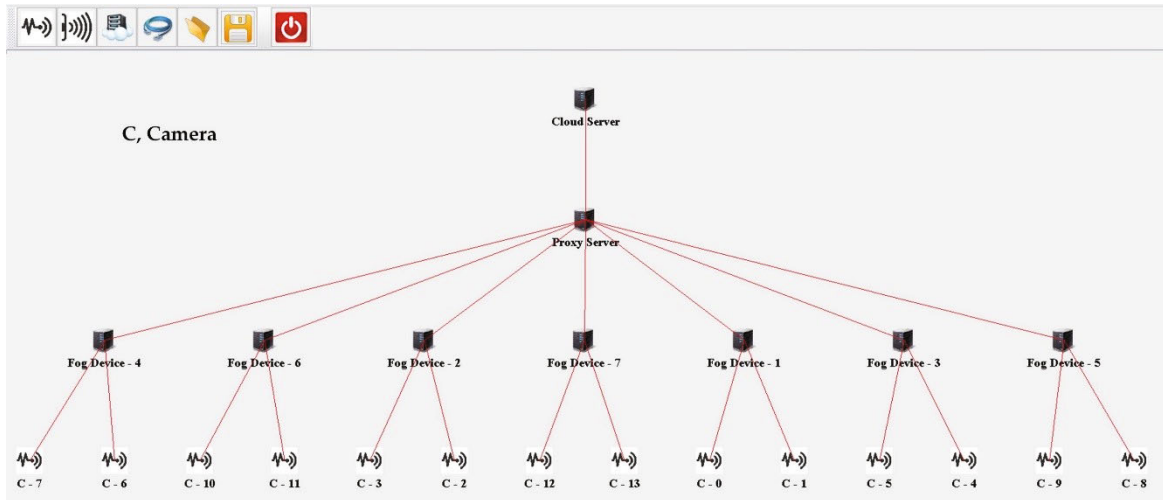 Cloud Server
C, Camera
Proxy Server
Fog Device - 4
Fog Device - 6
Fog Device - 2
Fog Device - 7
Fog Device - 1
Fog Device - 3
Fog Device - 5
C - 7
C - 6
C - 10
C - 11
C - 3
C - 2
C - 12
C - 13
C - 0
C - 1
C - 5
C - 4
C - 9
C - 8